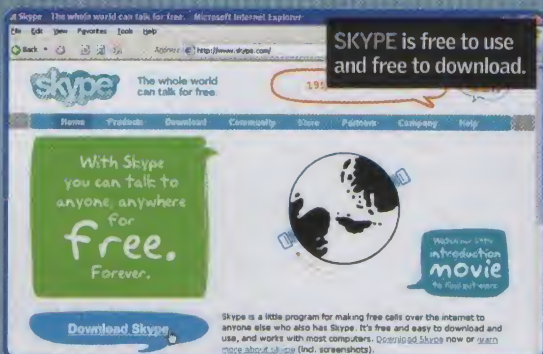 Skype - The whole world can talk for free. - Microsoft Internet Explorer
File Edit View Favorites Tools Help
Back Address http://www.skype.com/
SKYPE is free to use
and free to download.
skype
The whole world
can talk for free.
191
Home Products Download Community Store Partners Company Help
With Skype
you can talk to
anyone, anywhere
for
free.
Forever.
introduction
movie
to find out more
Download Skype
Skype is a little program for making free calls over the internet to
anyone else who also has Skype. It's free and easy to download and
use, and works with most computers. Download Skype now or learn
more about skype (incl. screenshots).